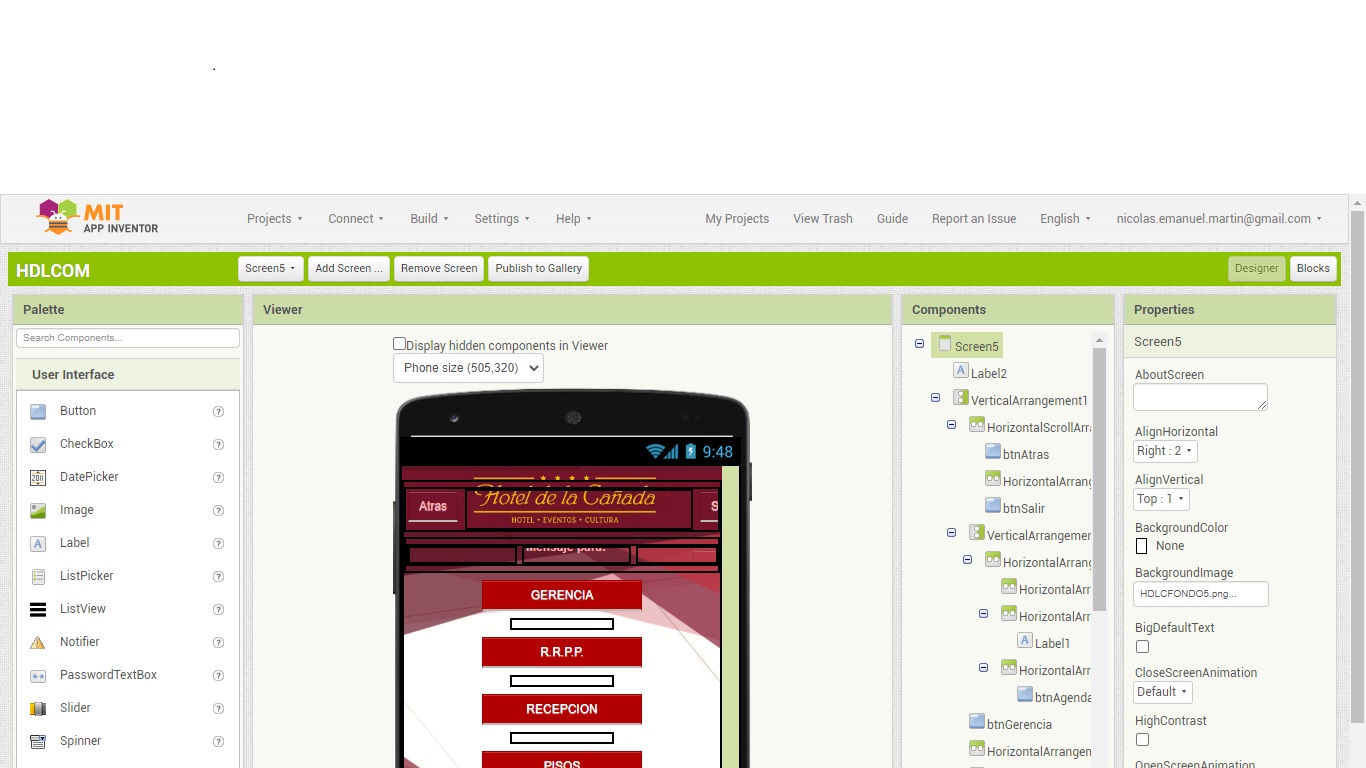 .
MIT
APP INVENTOR
Projects Connect Build Settings Help My Projects View Trash Guide Report an Issue English nicolas.emanuel.martin@gmail.com
HDLCOM
Screen5 Add Screen ... Remove Screen Publish to Gallery Designer Blocks
Palette
Search Components...
User Interface
Button ?
CheckBox ?
DatePicker ?
Image ?
Label ?
ListPicker ?
ListView ?
Notifier ?
PasswordTextBox ?
Slider ?
Spinner ?
Viewer
Display hidden components in Viewer
Phone size (505,320)
9:48
Atras
Hotel de la Cañada
HOTEL • EVENTOS • CULTURA
S
Mensaje para:
GERENCIA
R.R.P.P.
RECEPCION
PISOS
Components
Screen5
Label2
VerticalArrangement1
HorizontalScrollArra
btnAtras
HorizontalArrang
btnSalir
VerticalArrangemer
HorizontalArrang
HorizontalArr
HorizontalArr
Label1
HorizontalArr
btnAgenda
btnGerencia
HorizontalArrangen
Properties
Screen5
AboutScreen
AlignHorizontal
Right : 2
AlignVertical
Top : 1
BackgroundColor
None
BackgroundImage
HDLCFONDO5.png...
BigDefaultText
CloseScreenAnimation
Default
HighContrast
OpenScreenAnimation